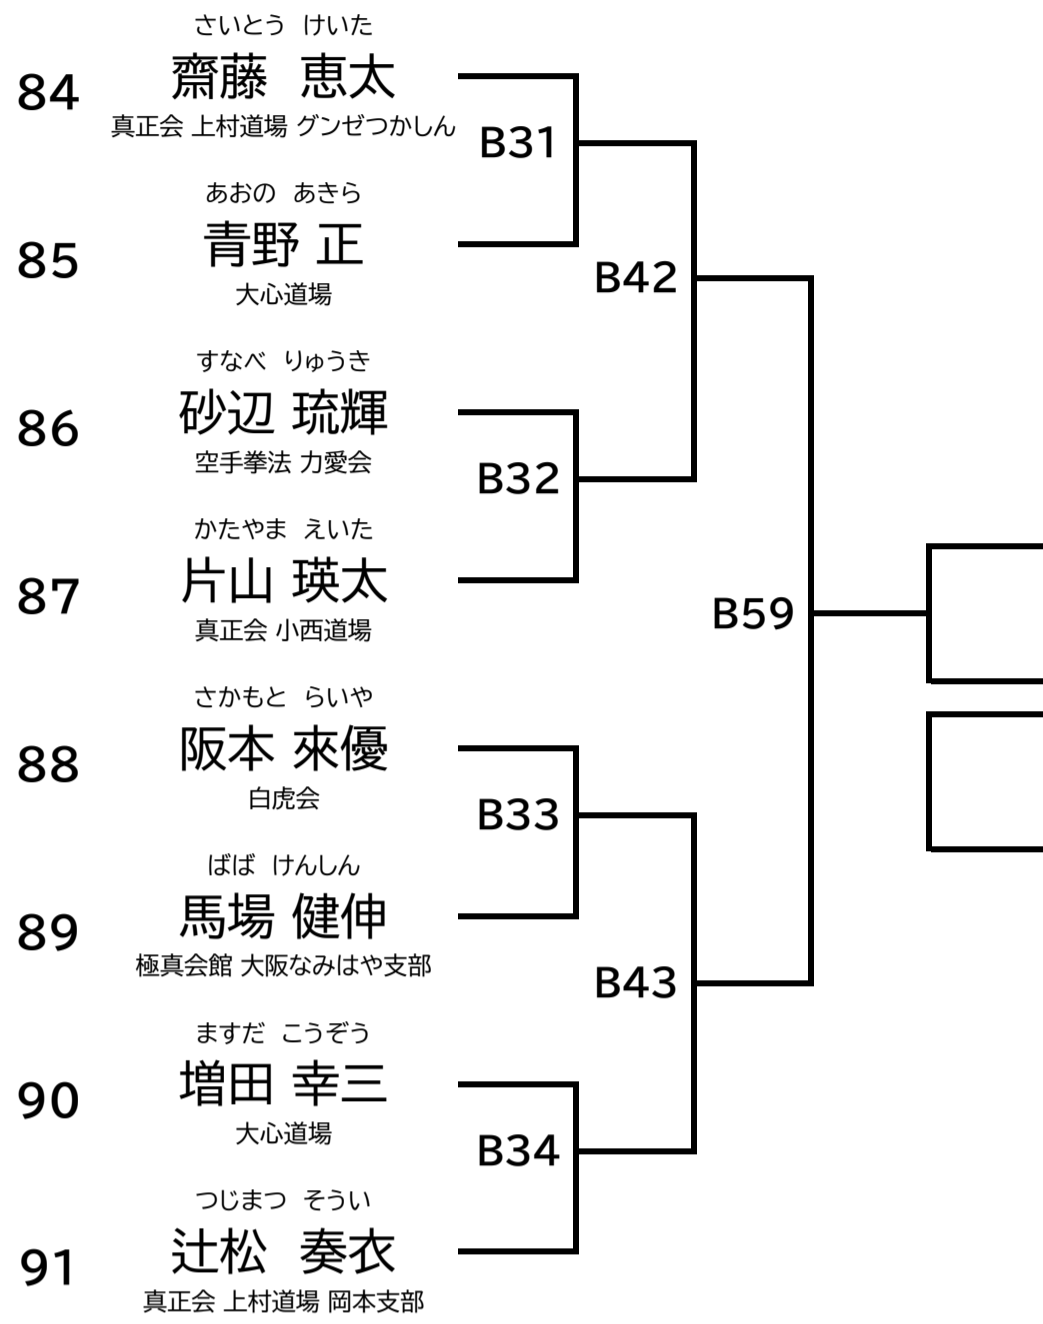 さいとう けいた
84 齋藤 恵太
真正会 上村道場 グンゼつかしん
B31
あおの あきら
85 青野 正
大心道場
B42
すなべ りゅうき
86 砂辺 琉輝
空手拳法 力愛会
B32
かたやま えいた
87 片山 瑛太
真正会 小西道場
B59
さかもと らいや
88 阪本 來優
白虎会
B33
ばば けんしん
89 馬場 健伸
極真会館 大阪なみはや支部
B43
ますだ こうぞう
90 増田 幸三
大心道場
B34
つじまつ そうい
91 辻松 奏衣
真正会 上村道場 岡本支部